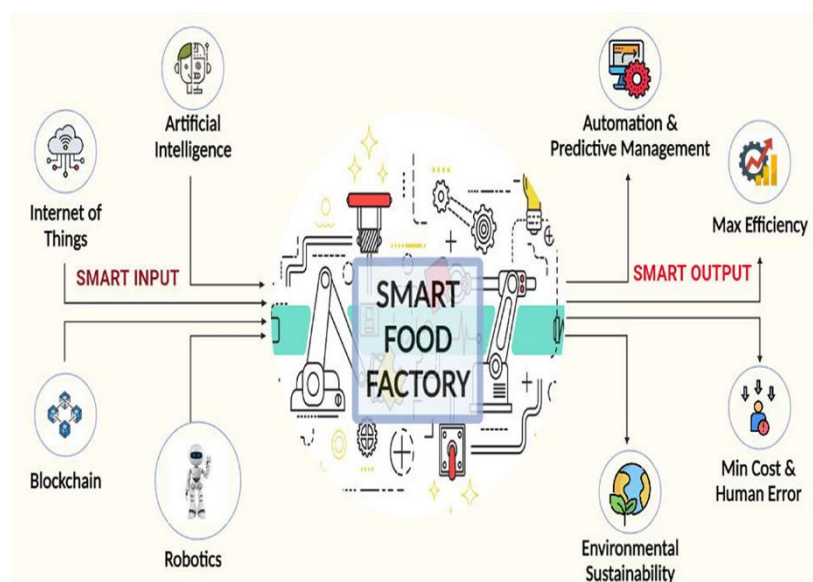 Artificial
Intelligence
Internet of
Things
SMART INPUT
Blockchain
Robotics
SMART
FOOD
FACTORY
Automation &
Predictive Management
Max Efficiency
SMART OUTPUT
Min Cost &
Human Error
Environmental
Sustainability